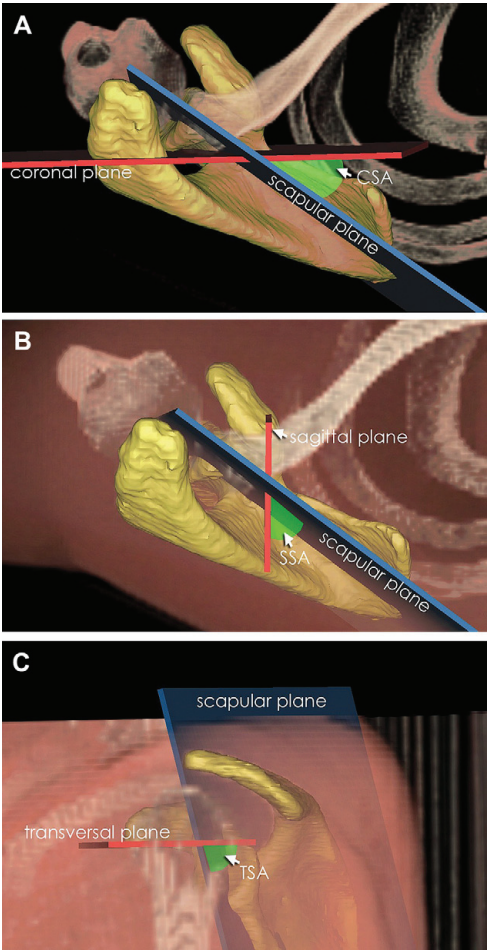 A
coronal plane
CSA
scapular plane
B
sagittal plane
SSA
scapular plane
C
scapular plane
transversal plane
TSA